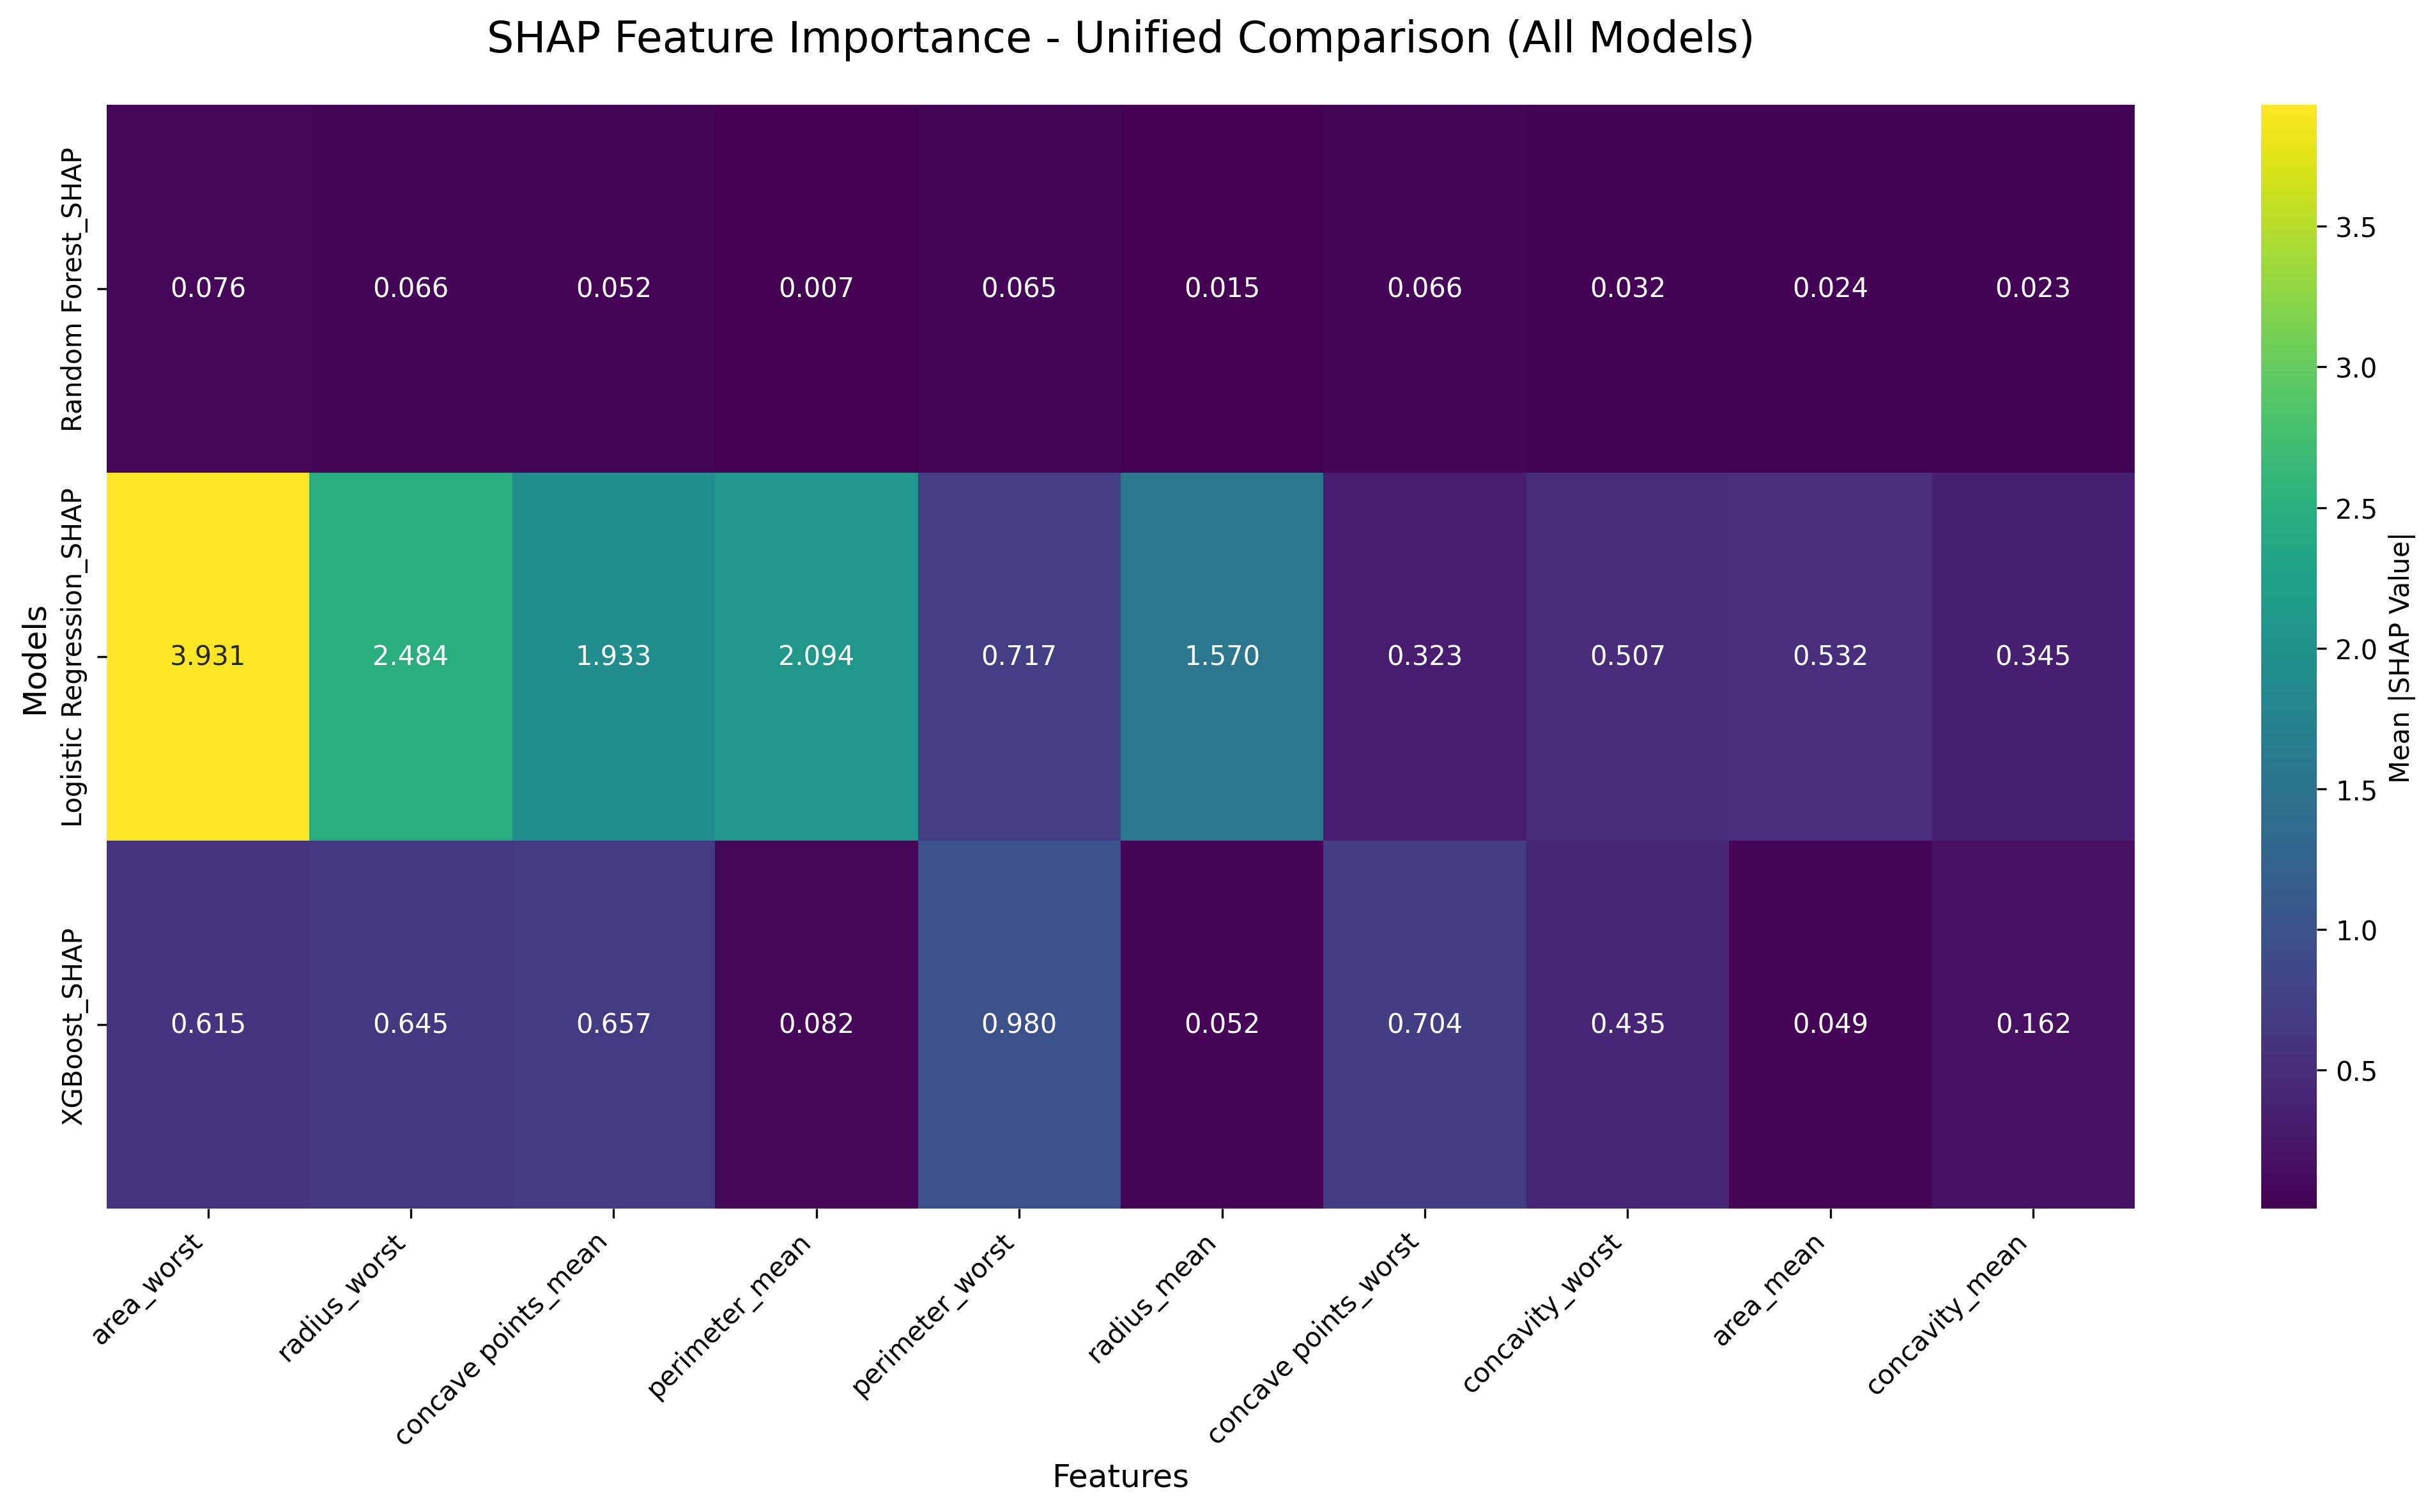 SHAP Feature Importance - Unified Comparison (All Models)
Models
Random Forest_SHAP
0.076 0.066 0.052 0.007 0.065 0.015 0.066 0.032 0.024 0.023
Logistic Regression_SHAP
3.931 2.484 1.933 2.094 0.717 1.570 0.323 0.507 0.532 0.345
XGBoost_SHAP
0.615 0.645 0.657 0.082 0.980 0.052 0.704 0.435 0.049 0.162
area_worst
radius_worst
concave points_mean
perimeter_mean
perimeter_worst
radius_mean
concave points_worst
concavity_worst
area_mean
concavity_mean
Features
3.5
3.0
2.5
2.0
1.5
1.0
0.5
Mean |SHAP Value|